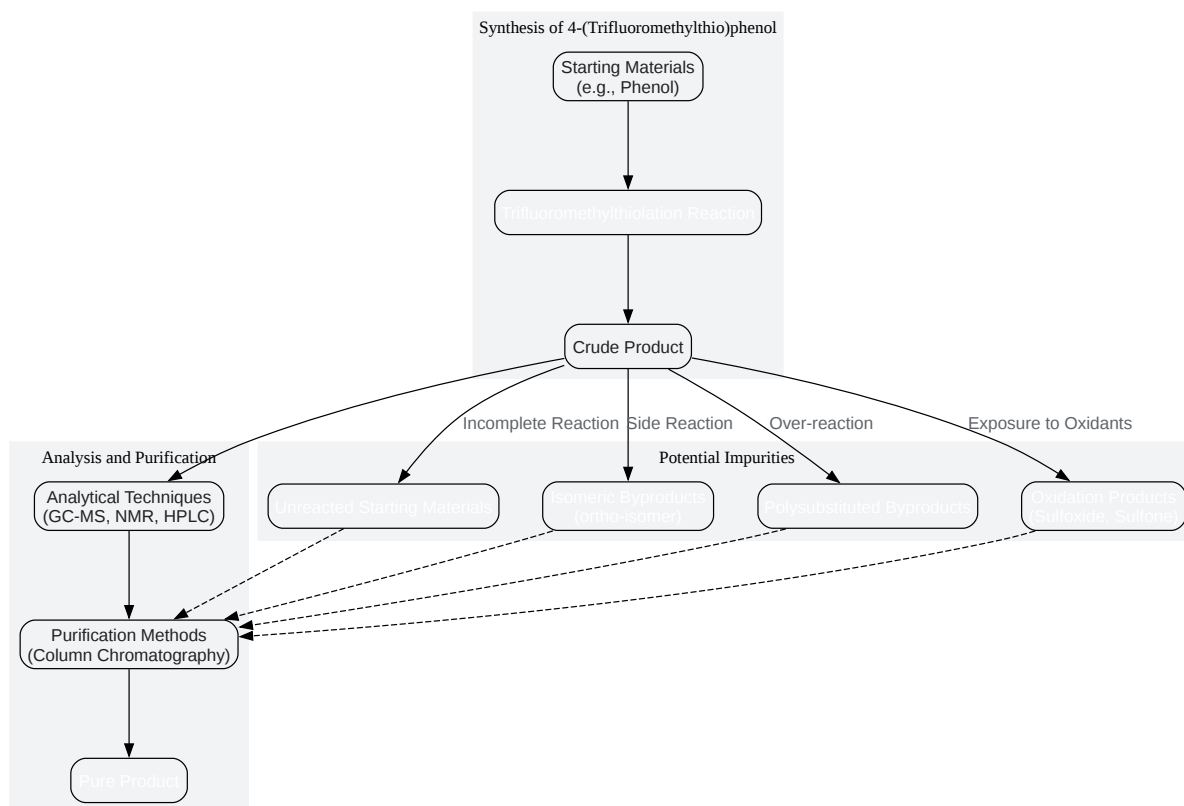 Synthesis of 4-(Trifluoromethylthio)phenol
Starting Materials
(e.g., Phenol)
Trifluoromethylthiolation Reaction
Crude Product
Incomplete Reaction
Side Reaction
Over-reaction
Exposure to Oxidants
Analysis and Purification
Potential Impurities
Analytical Techniques
(GC-MS, NMR, HPLC)
Unreacted Starting Materials
Isomeric Byproducts
(ortho-isomer)
Polysubstituted Byproducts
Oxidation Products
(Sulfoxide, Sulfone)
Purification Methods
(Column Chromatography)
Pure Product